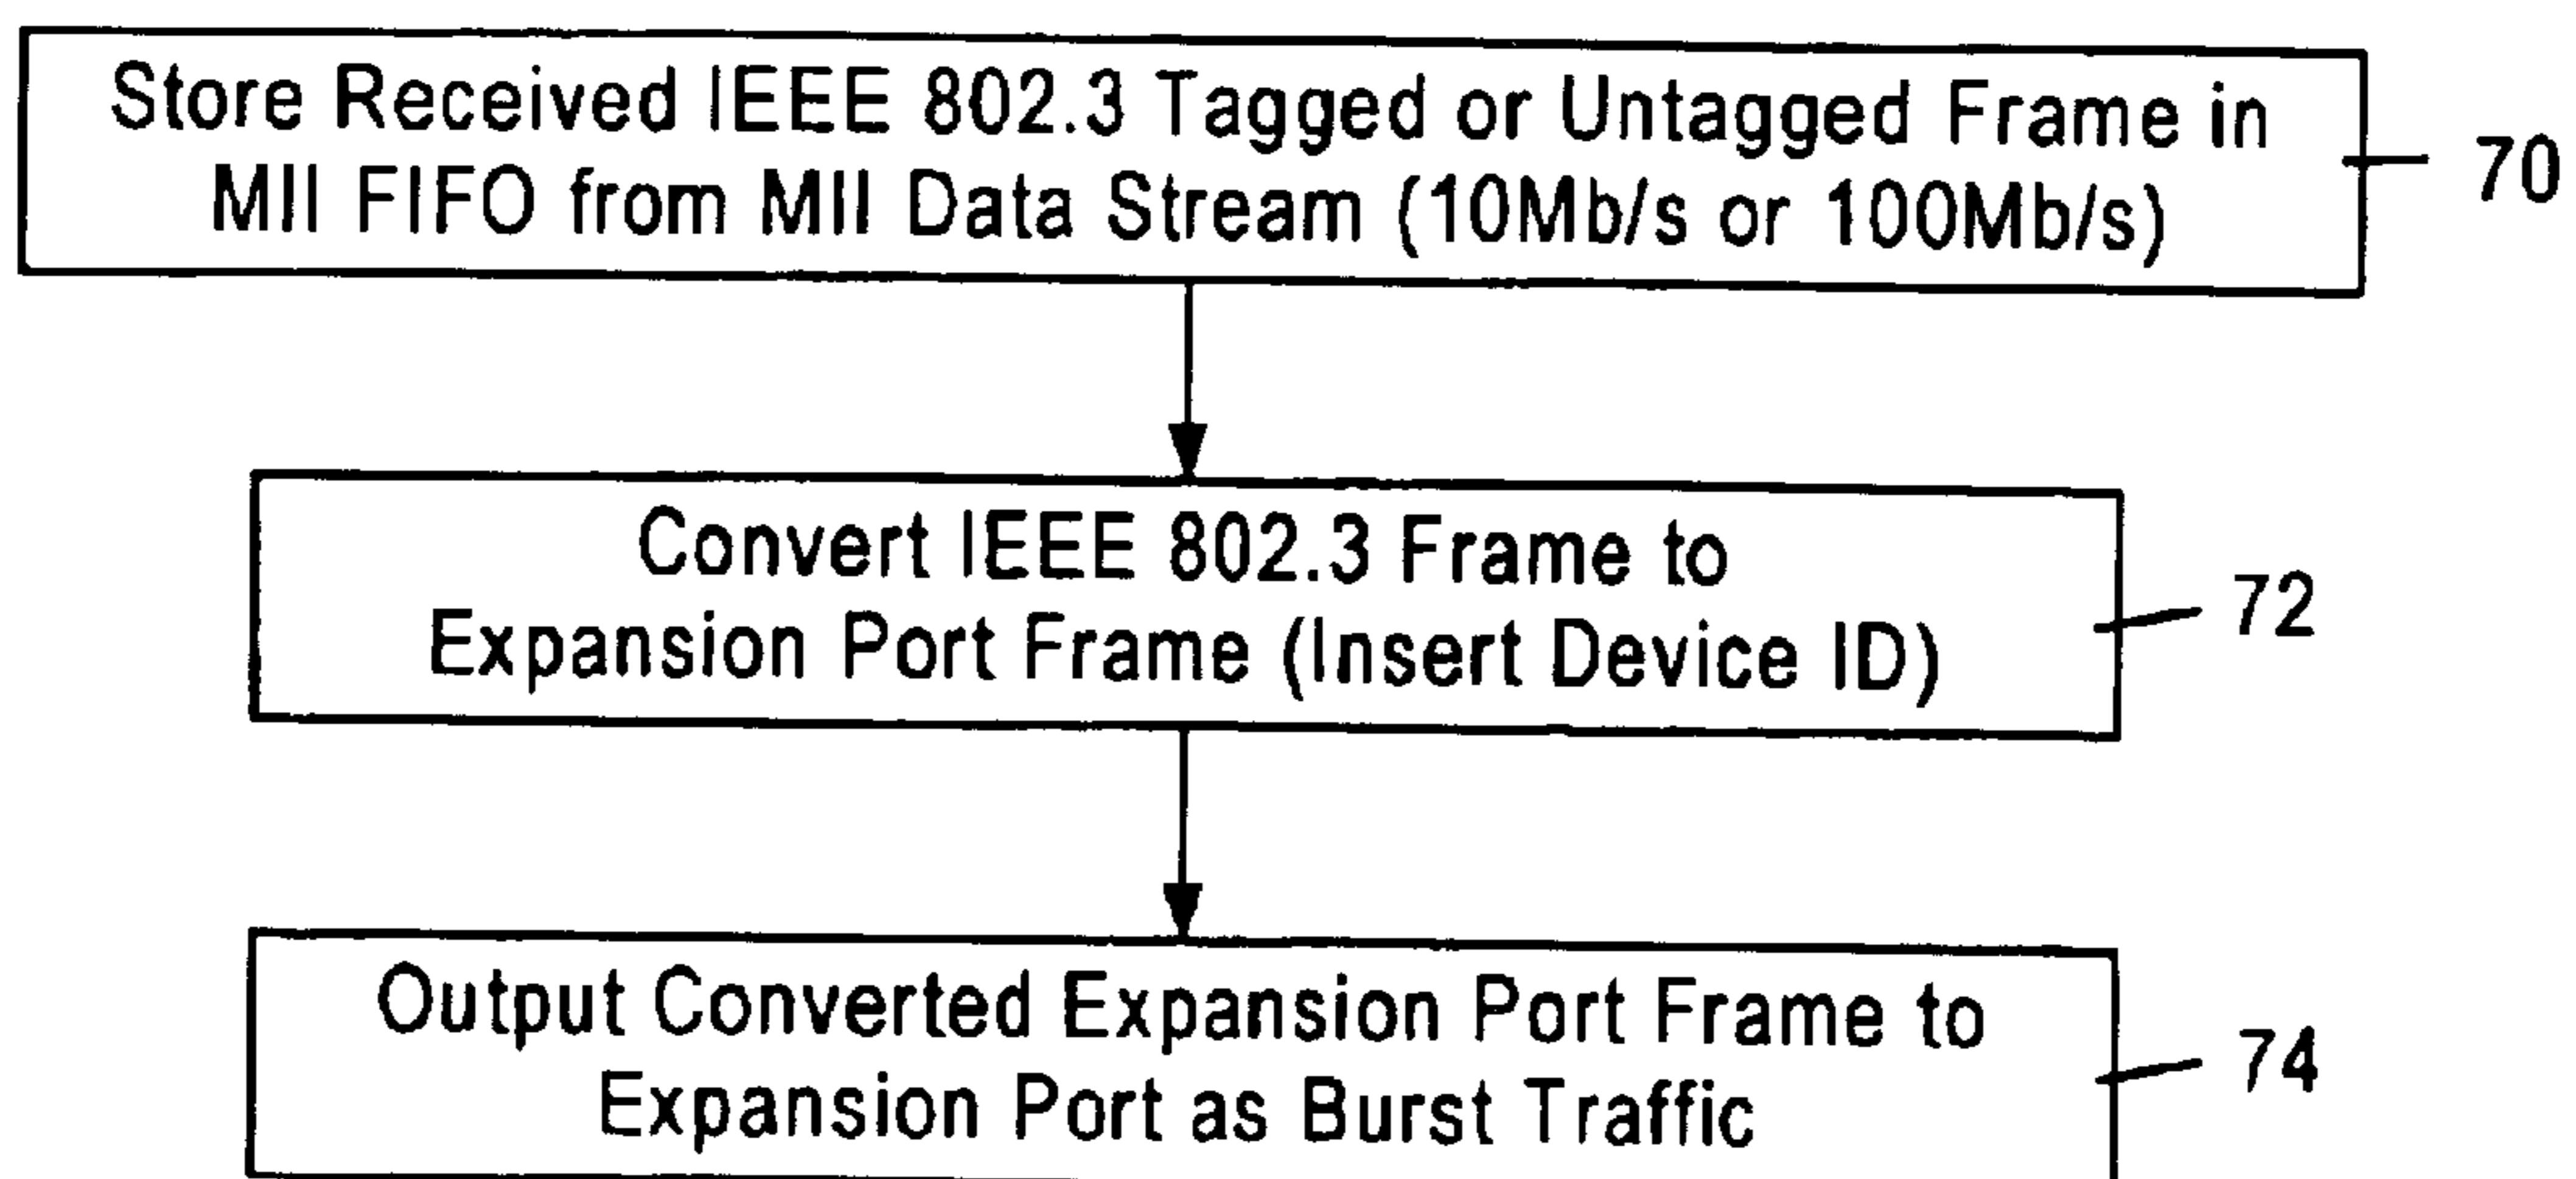 Store Received IEEE 802.3 Tagged or Untagged Frame in
MII FIFO from MII Data Stream (10Mb/s or 100Mb/s)
70
Convert IEEE 802.3 Frame to
Expansion Port Frame (Insert Device ID)
72
Output Converted Expansion Port Frame to
Expansion Port as Burst Traffic
74